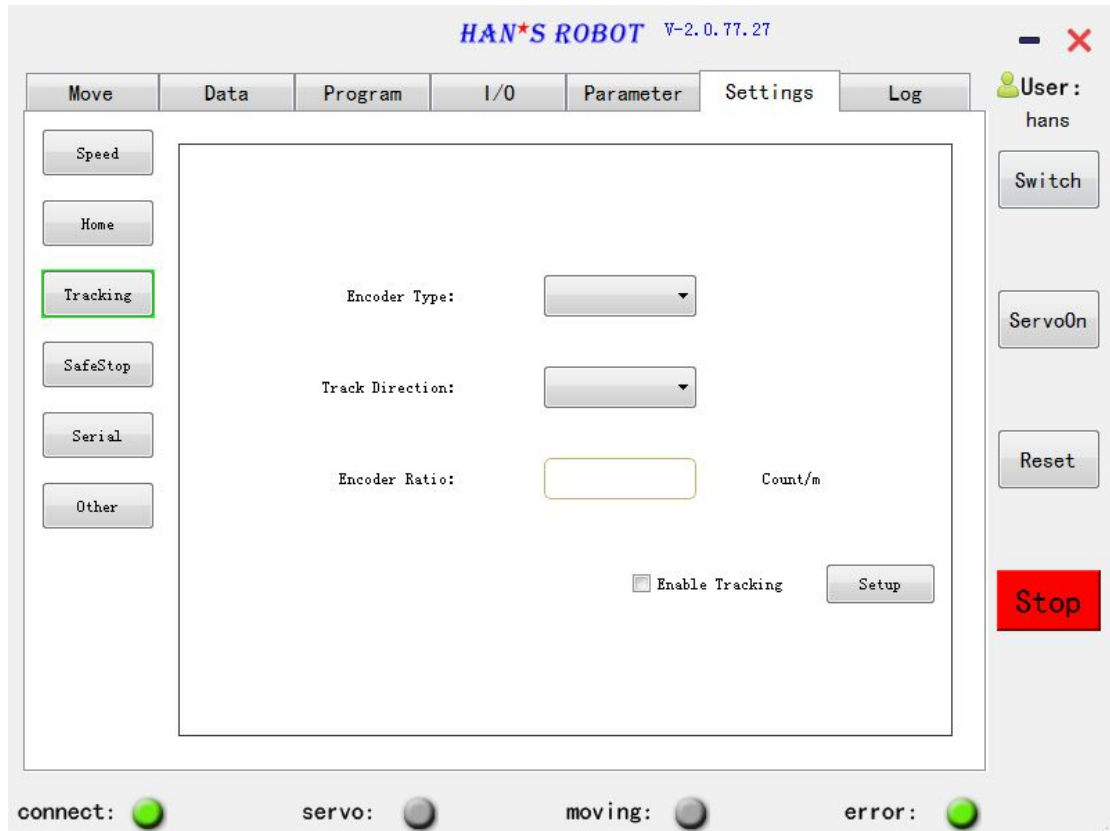 HAN★S ROBOT V-2.0.77.27
Move Data Program I/O Parameter Settings Log
User:
hans
Speed
Switch
Home
Tracking
Encoder Type:
ServoOn
SafeStop
Track Direction:
Serial
Reset
Encoder Ratio: Count/m
Other
Enable Tracking Setup
Stop
connect: servo: moving: error: